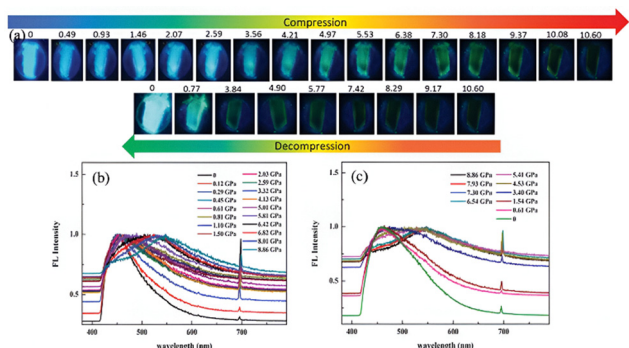 Compression
(a)
0 0.49 0.93 1.46 2.07 2.59 3.56 4.21 4.97 5.53 6.38 7.30 8.18 9.37 10.08 10.60
0 0.77 3.84 4.90 5.77 7.42 8.29 9.17 10.60
Decompression
(b)
0
0.12 GPa
0.29 GPa
0.45 GPa
0.61 GPa
0.81 GPa
1.10 GPa
1.50 GPa
2.03 GPa
2.59 GPa
3.32 GPa
4.13 GPa
5.01 GPa
5.81 GPa
6.42 GPa
6.82 GPa
8.01 GPa
8.86 GPa
FL Intensity
1.5
1.0
0.5
400 500 600 700
wavelength (nm)
(c)
8.86 GPa
7.93 GPa
7.30 GPa
6.54 GPa
5.41 GPa
4.53 GPa
3.40 GPa
1.54 GPa
0.61 GPa
0
FL Intensity
1.5
1.0
0.5
400 500 600 700
wavelength (nm)